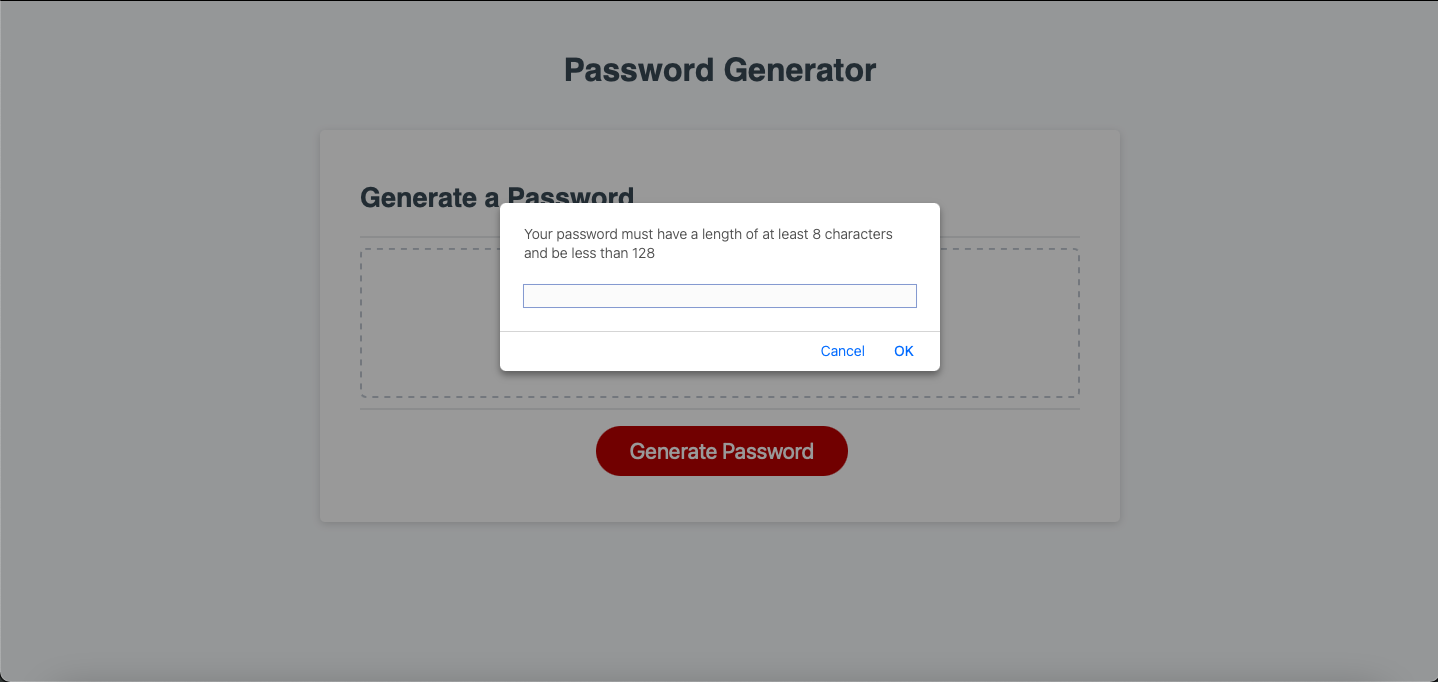 Password Generator
Generate a Password
Your password must have a length of at least 8 characters
and be less than 128
Cancel OK
Generate Password